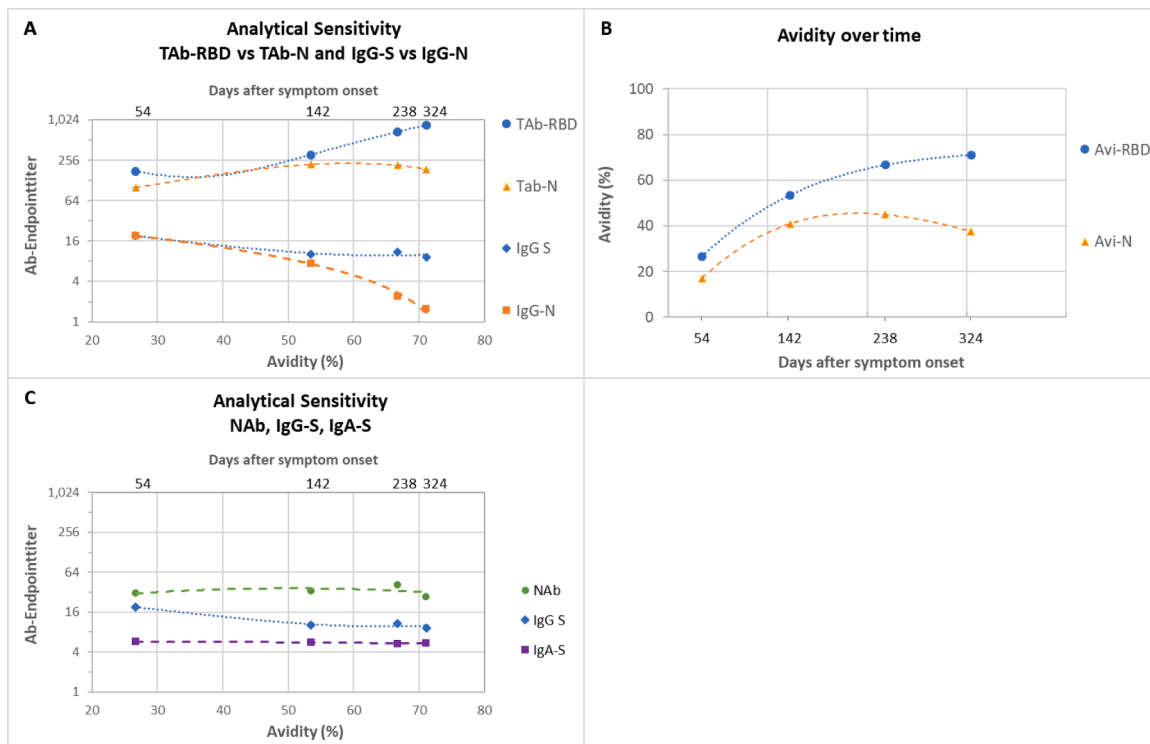 A
Analytical Sensitivity
TAb-RBD vs TAb-N and IgG-S vs IgG-N
Days after symptom onset
54 142 238 324
1,024
256
64
16
4
1
Ab-Endpointtiter
20 30 40 50 60 70 80
Avidity (%)
TAb-RBD
Tab-N
IgG S
IgG-N
B
Avidity over time
100
80
60
40
20
0
Avidity (%)
54 142 238 324
Days after symptom onset
Avi-RBD
Avi-N
C
Analytical Sensitivity
NAb, IgG-S, IgA-S
Days after symptom onset
54 142 238 324
1,024
256
64
16
4
1
Ab-Endpointtiter
20 30 40 50 60 70 80
Avidity (%)
NAb
IgG S
IgA-S